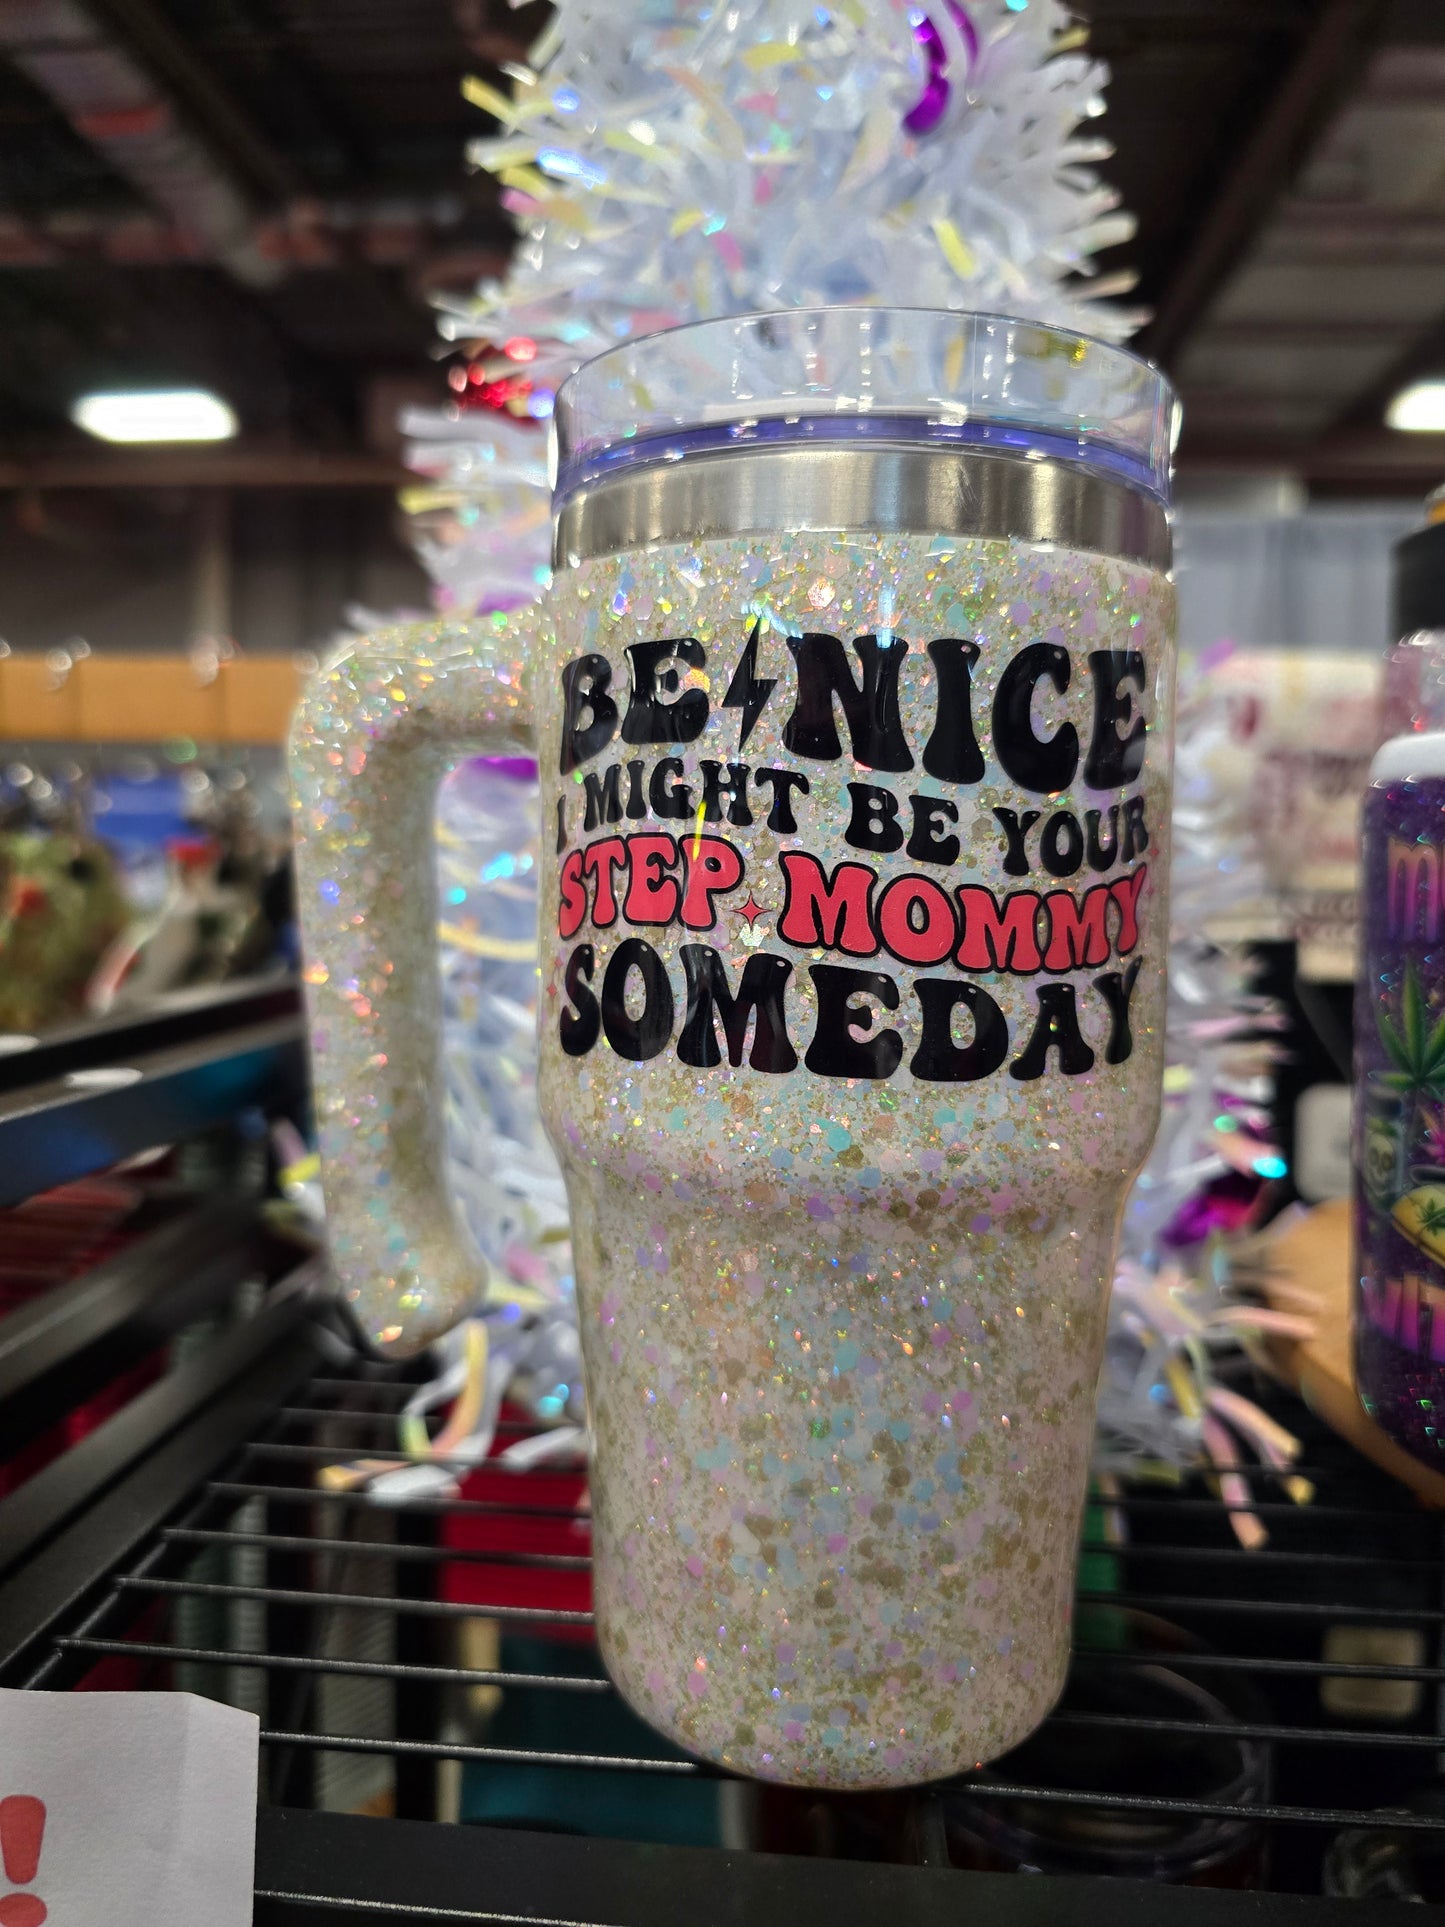 BE NICE
I MIGHT BE YOUR
STEP MOMMY
SOMEDAY
!